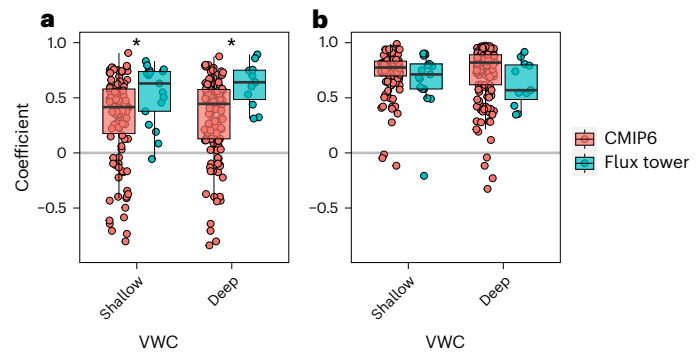 a
b
1.0
0.5
0
−0.5
Coefficient
*
*
Shallow
Deep
VWC
1.0
0.5
0
−0.5
Shallow
Deep
VWC
CMIP6
Flux tower